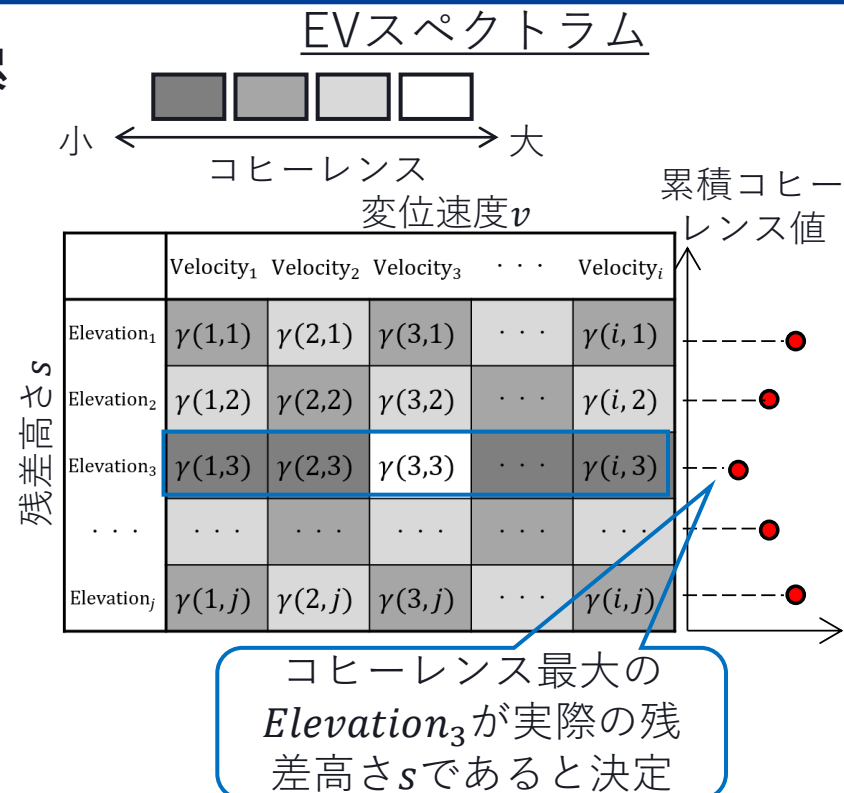 EVスペクトラム
小
大
コヒーレンス
変位速度v
累積コヒー
レンス値
Velocity₁ Velocity₂ Velocity₃ · · · Velocityᵢ
残差高さs
Elevation₁ γ(1,1) γ(2,1) γ(3,1) · · · γ(i, 1)
Elevation₂ γ(1,2) γ(2,2) γ(3,2) · · · γ(i, 2)
Elevation₃ γ(1,3) γ(2,3) γ(3,3) · · · γ(i, 3)
· · · · · · · · · · · · · · · · · ·
Elevationⱼ γ(1, j) γ(2, j) γ(3, j) · · · γ(i, j)
コヒーレンス最大の
Elevation₃が実際の残
差高さsであると決定